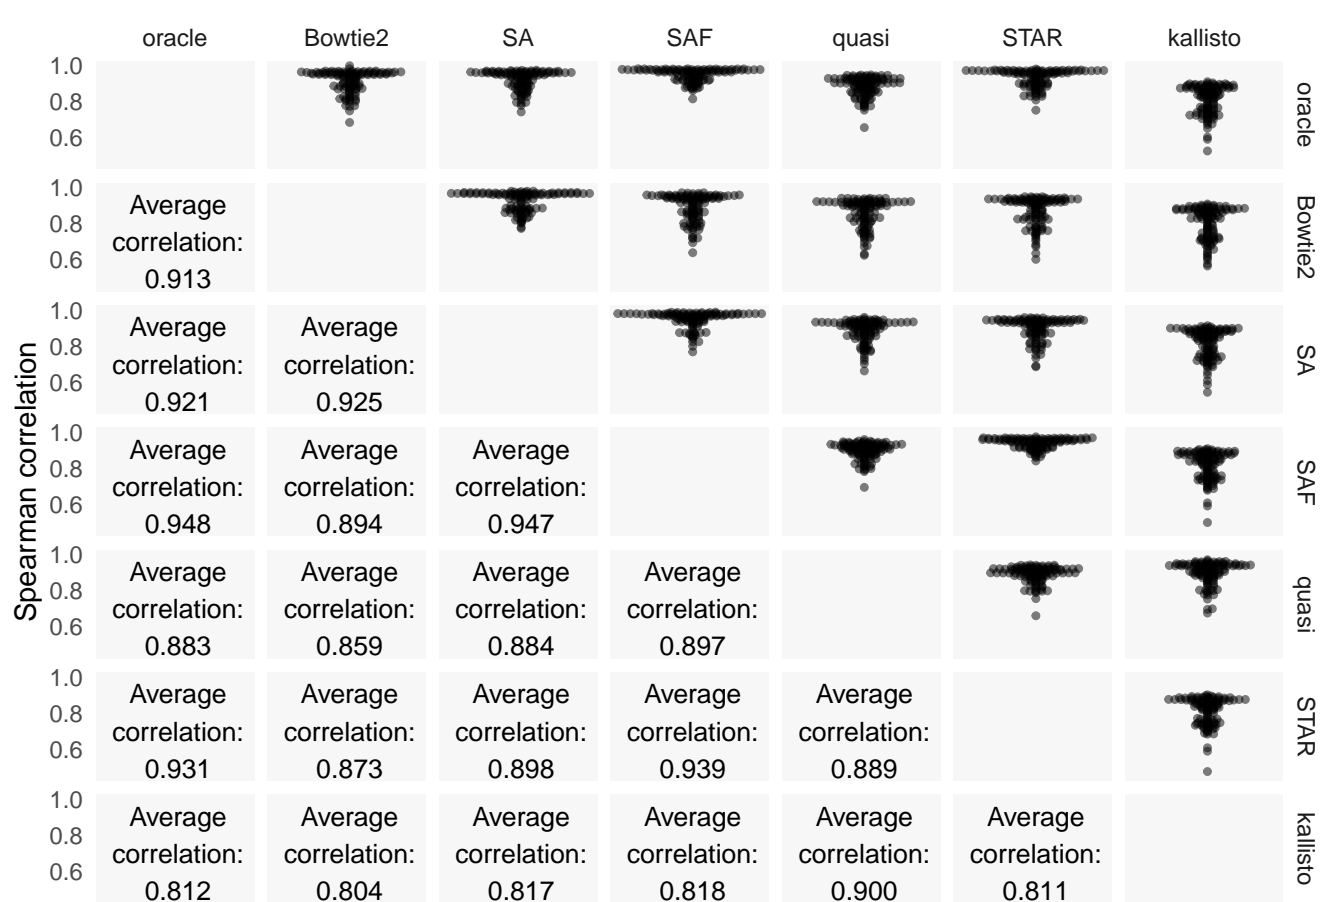 oracle Bowtie2 SA SAF quasi STAR kallisto
1.0
0.8
0.6
oracle
1.0
0.8
0.6
Average
correlation:
0.913
Bowtie2
1.0
0.8
0.6
Average Average
correlation: correlation:
0.921 0.925
SA
Spearman correlation
1.0
0.8
0.6
Average Average Average
correlation: correlation: correlation:
0.948 0.894 0.947
SAF
1.0
0.8
0.6
Average Average Average Average
correlation: correlation: correlation: correlation:
0.883 0.859 0.884 0.897
quasi
1.0
0.8
0.6
Average Average Average Average Average
correlation: correlation: correlation: correlation: correlation:
0.931 0.873 0.898 0.939 0.889
STAR
1.0
0.8
0.6
Average Average Average Average Average Average
correlation: correlation: correlation: correlation: correlation: correlation:
0.812 0.804 0.817 0.818 0.900 0.811
kallisto